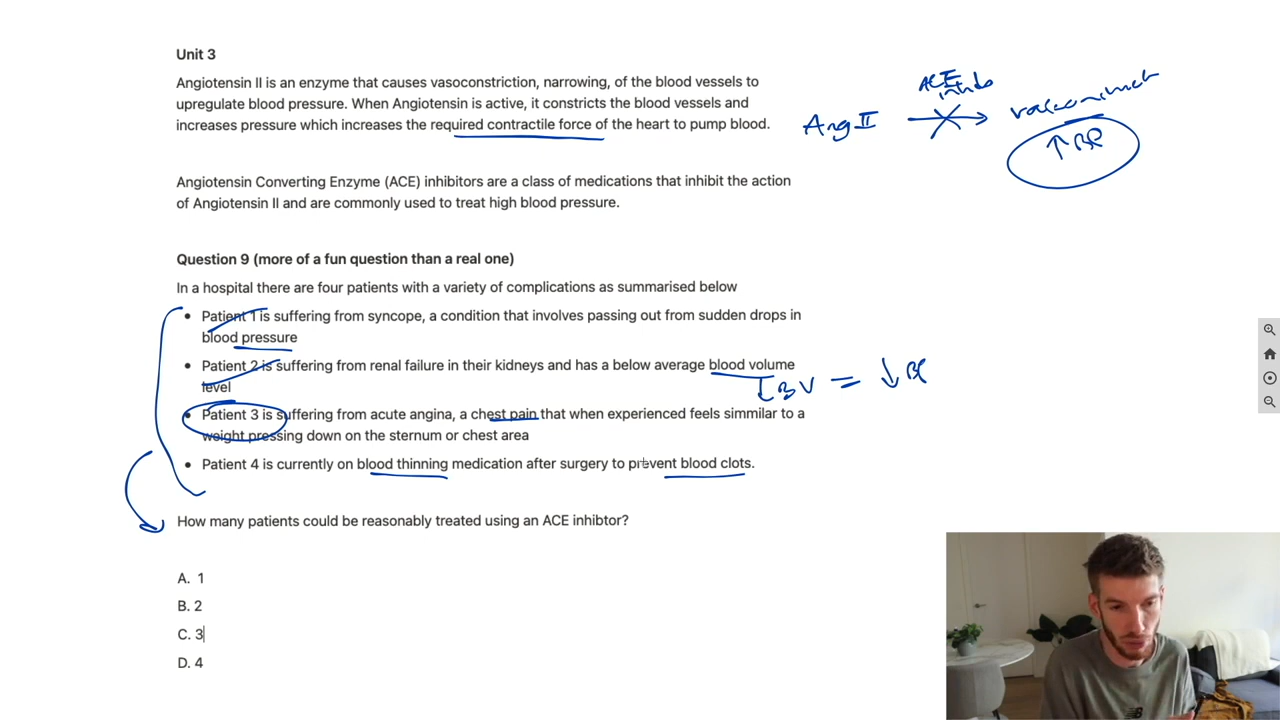 Unit 3
Angiotensin II is an enzyme that causes vasoconstriction, narrowing, of the blood vessels to
upregulate blood pressure. When Angiotensin is active, it constricts the blood vessels and
increases pressure which increases the required contractile force of the heart to pump blood.
ACE
Ang II
↑ BP
Angiotensin Converting Enzyme (ACE) inhibitors are a class of medications that inhibit the action
of Angiotensin II and are commonly used to treat high blood pressure.
Question 9 (more of a fun question than a real one)
In a hospital there are four patients with a variety of complications as summarised below
• Patient 1 is suffering from syncope, a condition that involves passing out from sudden drops in
blood pressure
• Patient 2 is suffering from renal failure in their kidneys and has a below average blood volume
level
↓BV = ↓BP
• Patient 3 is suffering from acute angina, a chest pain that when experienced feels simmilar to a
weight pressing down on the sternum or chest area
• Patient 4 is currently on blood thinning medication after surgery to prevent blood clots.
How many patients could be reasonably treated using an ACE inhibtor?
A. 1
B. 2
C. 3
D. 4